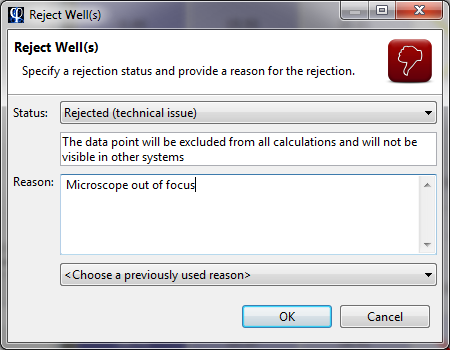 Reject Well(s)
Reject Well(s)
Specify a rejection status and provide a reason for the rejection.
Status: Rejected (technical issue)
The data point will be excluded from all calculations and will not be
visible in other systems
Reason: Microscope out of focus
<Choose a previously used reason>
OK Cancel